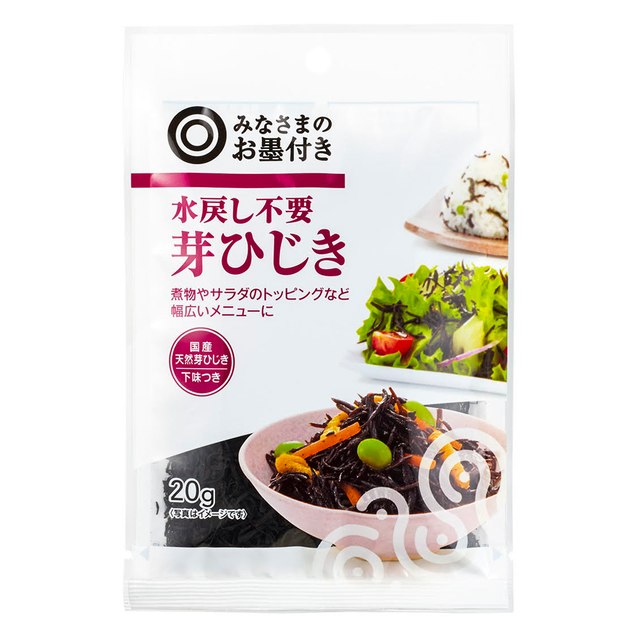 みなさまの
お墨付き
水戻し不要
芽ひじき
煮物やサラダのトッピングなど
幅広いメニューに
国産
天然芽ひじき
下味つき
20g
〈写真はイメージです〉